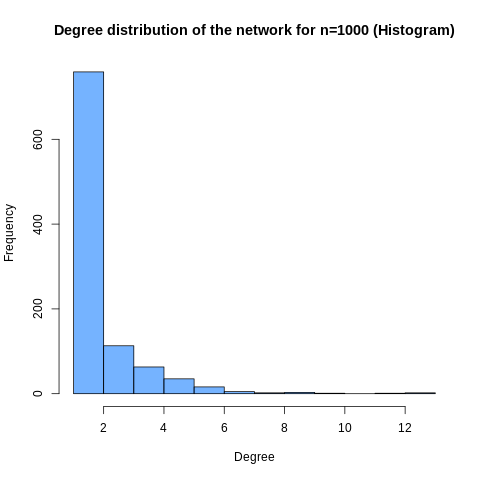 Degree distribution of the network for n=1000 (Histogram)
Frequency
600
400
200
0
2 4 6 8 10 12
Degree